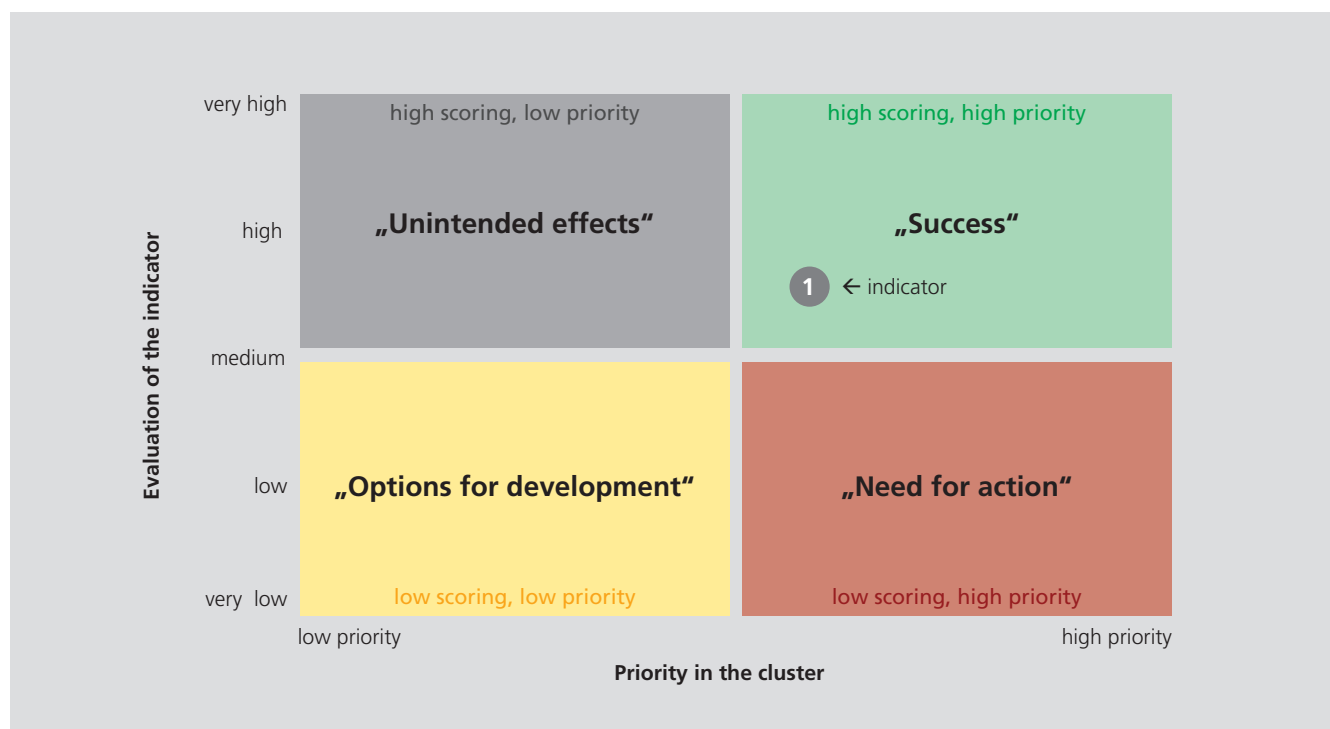 very high
high scoring, low priority
high scoring, high priority
high
„Unintended effects“
„Success“
1
← indicator
Evaluation of the indicator
medium
low
„Options for development“
„Need for action“
very low
low scoring, low priority
low scoring, high priority
low priority
high priority
Priority in the cluster